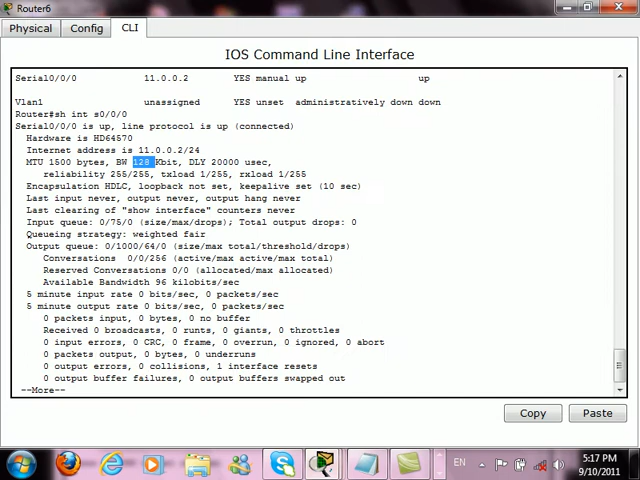 Router6
Physical Config CLI
IOS Command Line Interface
Serial0/0/0 11.0.0.2 YES manual up up
Vlan1 unassigned YES unset administratively down down
Router#sh int s0/0/0
Serial0/0/0 is up, line protocol is up (connected)
Hardware is HD64570
Internet address is 11.0.0.2/24
MTU 1500 bytes, BW 128 Kbit, DLY 20000 usec,
reliability 255/255, txload 1/255, rxload 1/255
Encapsulation HDLC, loopback not set, keepalive set (10 sec)
Last input never, output never, output hang never
Last clearing of "show interface" counters never
Input queue: 0/75/0 (size/max/drops); Total output drops: 0
Queueing strategy: weighted fair
Output queue: 0/1000/64/0 (size/max total/threshold/drops)
Conversations 0/0/256 (active/max active/max total)
Reserved Conversations 0/0 (allocated/max allocated)
Available Bandwidth 96 kilobits/sec
5 minute input rate 0 bits/sec, 0 packets/sec
5 minute output rate 0 bits/sec, 0 packets/sec
0 packets input, 0 bytes, 0 no buffer
Received 0 broadcasts, 0 runts, 0 giants, 0 throttles
0 input errors, 0 CRC, 0 frame, 0 overrun, 0 ignored, 0 abort
0 packets output, 0 bytes, 0 underruns
0 output errors, 0 collisions, 1 interface resets
0 output buffer failures, 0 output buffers swapped out
--More--
Copy Paste
EN 5:17 PM
9/10/2011